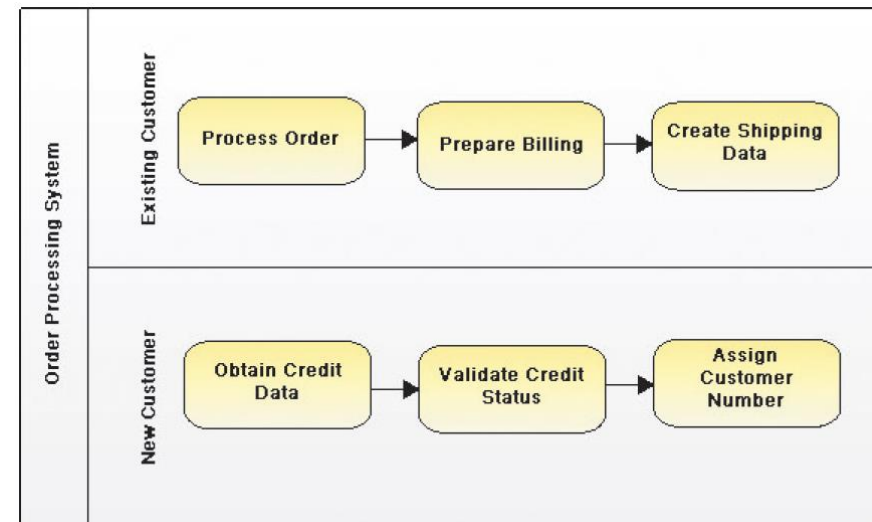 Order Processing System
Existing Customer
Process Order
Prepare Billing
Create Shipping
Data
New Customer
Obtain Credit
Data
Validate Credit
Status
Assign
Customer
Number